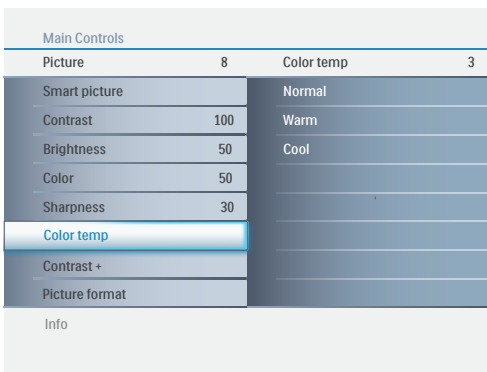 Main Controls
Picture 8 Color temp 3
Smart picture Normal
Contrast 100 Warm
Brightness 50 Cool
Color 50
Sharpness 30
Color temp
Contrast +
Picture format
Info